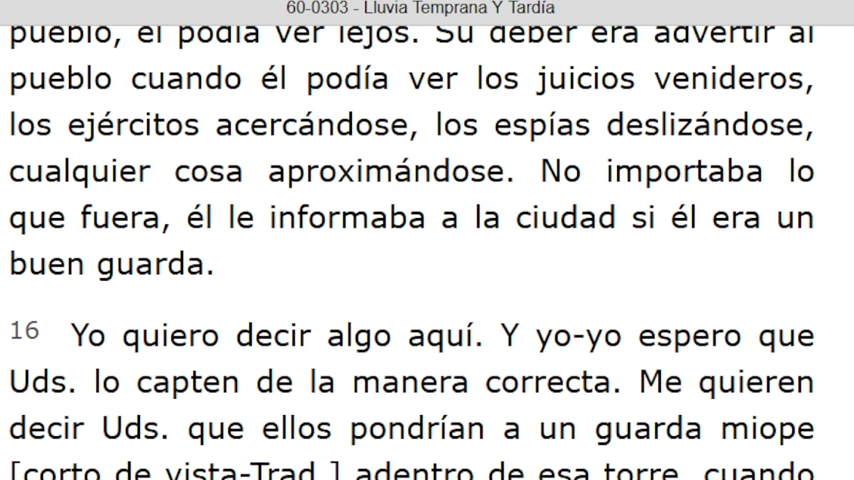 60-0303 - Lluvia Temprana Y Tardía
pueblo, él podía ver lejos. Su deber era advertir al
pueblo cuando él podía ver los juicios venideros,
los ejércitos acercándose, los espías deslizándose,
cualquier cosa aproximándose. No importaba lo
que fuera, él le informaba a la ciudad si él era un
buen guarda.
16 Yo quiero decir algo aquí. Y yo-yo espero que
Uds. lo capten de la manera correcta. Me quieren
decir Uds. que ellos pondrían a un guarda miope
[corto de vista-Trad.] adentro de esa torre, cuando